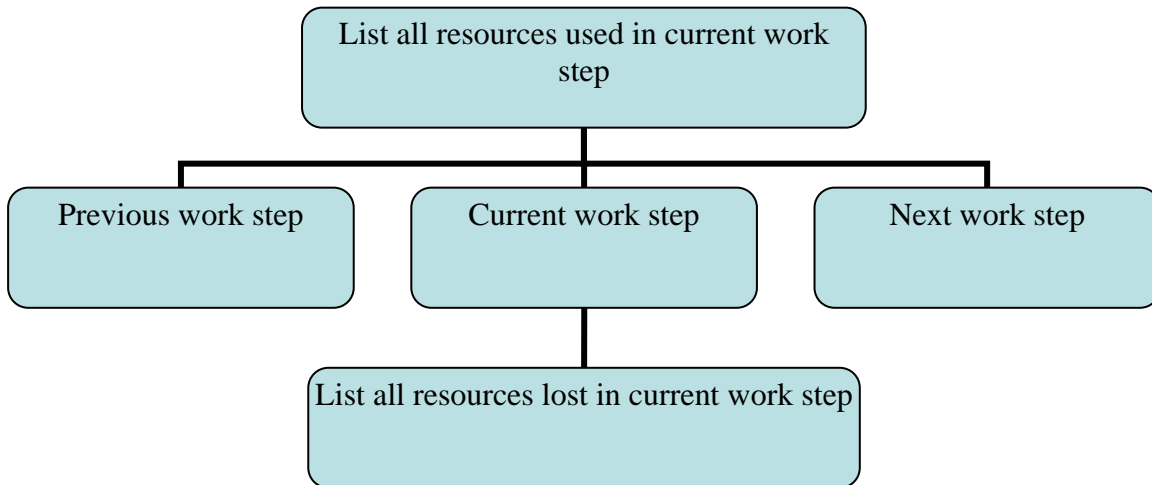 List all resources used in current work
step
Previous work step
Current work step
Next work step
List all resources lost in current work step